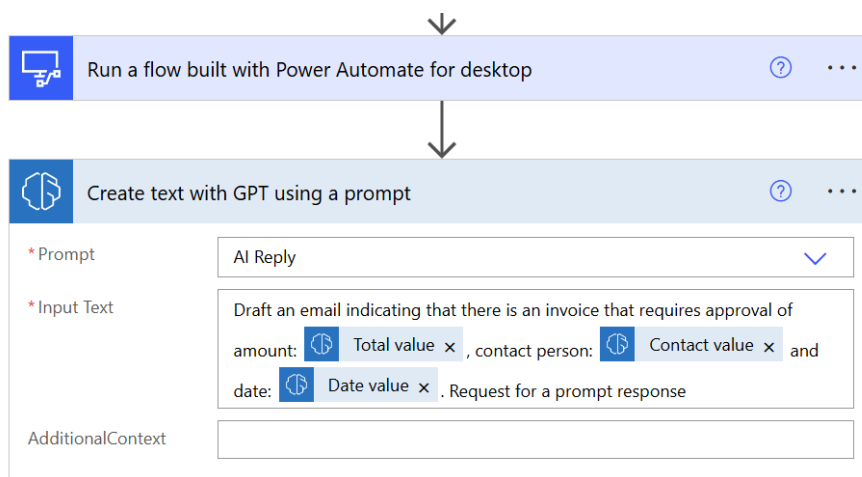 Run a flow built with Power Automate for desktop
Create text with GPT using a prompt
* Prompt
AI Reply
* Input Text
Draft an email indicating that there is an invoice that requires approval of
amount: Total value × , contact person: Contact value × and
date: Date value × . Request for a prompt response
AdditionalContext